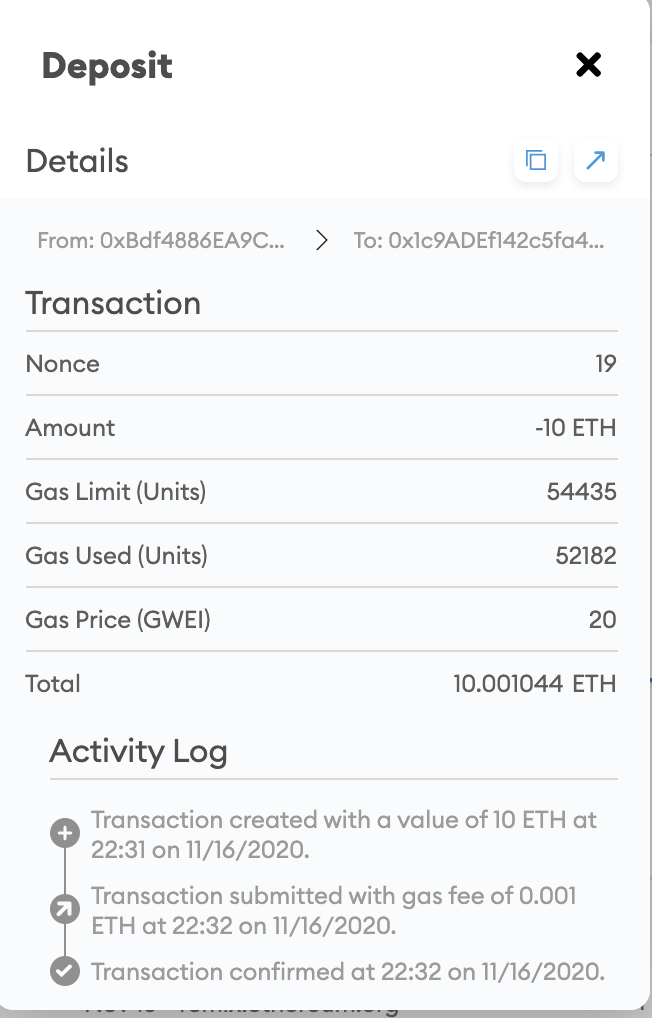 Deposit
Details
From: 0xBdf4886EA9C... > To: 0x1c9ADEf142c5fa4...
Transaction
Nonce 19
Amount -10 ETH
Gas Limit (Units) 54435
Gas Used (Units) 52182
Gas Price (GWEI) 20
Total 10.001044 ETH
Activity Log
Transaction created with a value of 10 ETH at
22:31 on 11/16/2020.
Transaction submitted with gas fee of 0.001
ETH at 22:32 on 11/16/2020.
Transaction confirmed at 22:32 on 11/16/2020.